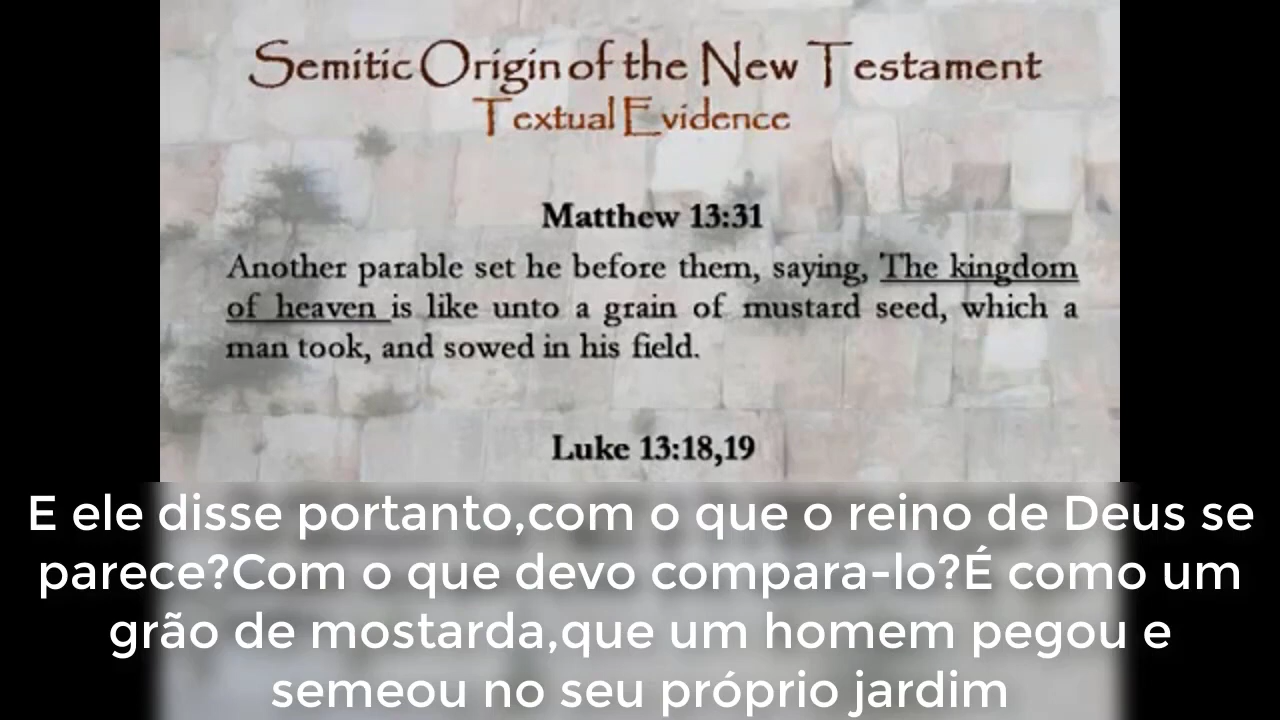 Semitic Origin of the New Testament
Textual Evidence
Matthew 13:31
Another parable set he before them, saying, The kingdom
of heaven is like unto a grain of mustard seed, which a
man took, and sowed in his field.
Luke 13:18,19
E ele disse portanto,com o que o reino de Deus se
parece?Com o que devo compara-lo?É como um
grão de mostarda,que um homem pegou e
semeou no seu próprio jardim